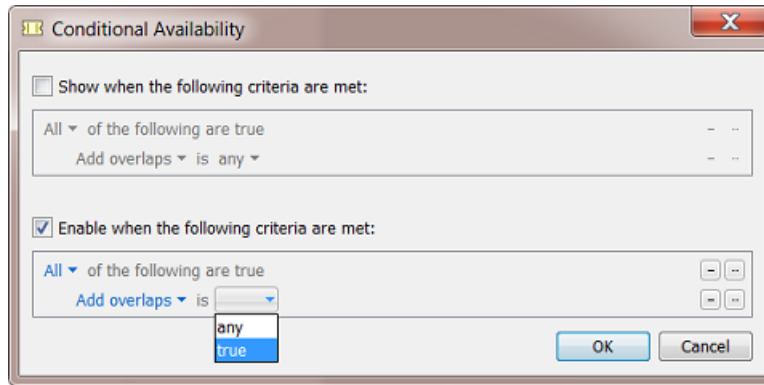 Conditional Availability
Show when the following criteria are met:
All of the following are true
Add overlaps is any
Enable when the following criteria are met:
All of the following are true
Add overlaps is
any
true
OK Cancel